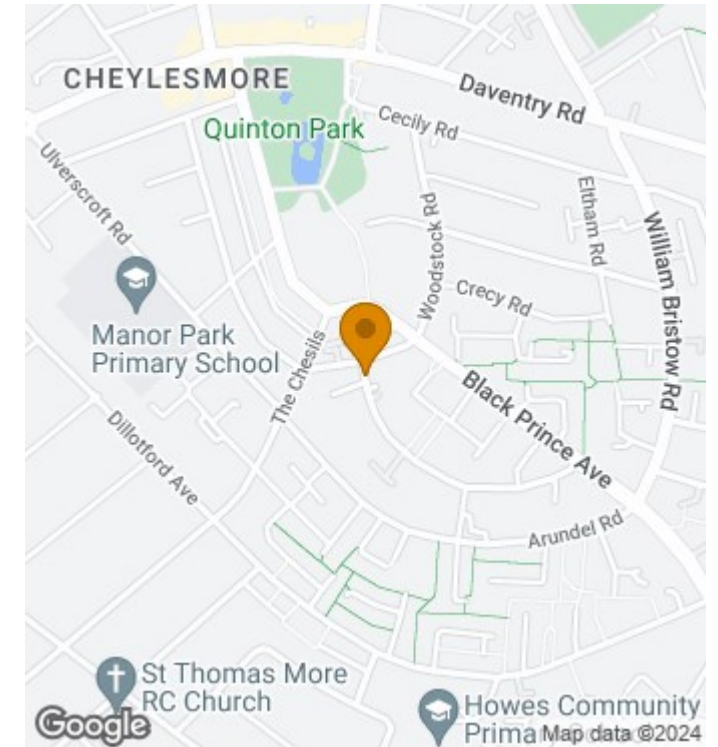 CHEYLESMORE
Daventry Rd
Quinton Park
Cecily Rd
Ulverscroft Rd
Eltham Rd
Woodstock Rd
William Bristow Rd
Crecy Rd
Manor Park
Primary School
The Chesils
Black Prince Ave
Dillotford Ave
Arundel Rd
St Thomas More
RC Church
Howes Community
Prima
Google
Map data ©2024